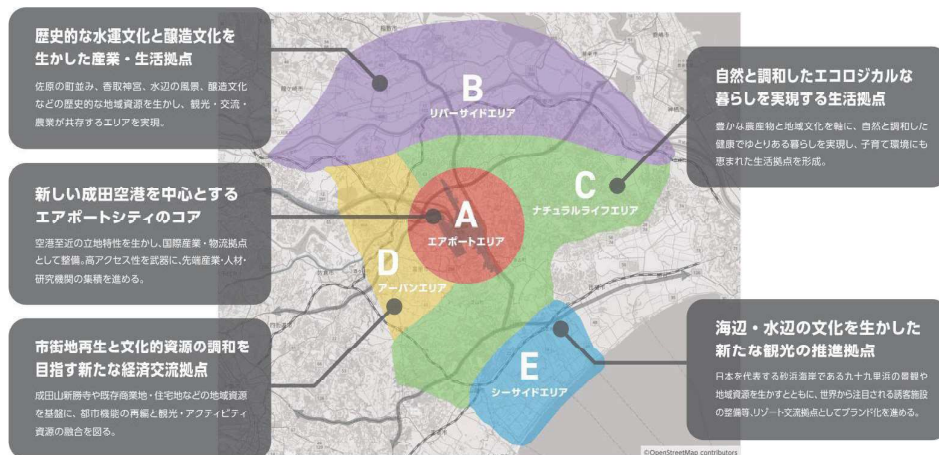 歴史的な水運文化と醸造文化を
生かした産業・生活拠点
佐原の町並み、香取神宮、水辺の風景、醸造文化
などの歴史的な地域資源を生かし、観光・交流・
農業が共存するエリアを実現。
新しい成田空港を中心とする
エアポートシティのコア
空港至近の立地特性を生かし、国際産業・物流拠点
として整備。高アクセス性を武器に、先端産業・人材・
研究機関の集積を進める。
市街地再生と文化的資源の調和を
目指す新たな経済交流拠点
成田山新勝寺や既存商業地・住宅地などの地域資源
を基盤に、都市機能の再編と観光・アクティビティ
資源の融合を図る。
B
リバーサイドエリア
A
エアポートエリア
C
ナチュラルライフエリア
D
アーバンエリア
E
シーサイドエリア
自然と調和したエコロジカルな
暮らしを実現する生活拠点
豊かな農産物と地域文化を軸に、自然と調和した
健康でゆとりある暮らしを実現し、子育て環境にも
恵まれた生活拠点を形成。
海辺・水辺の文化を生かした
新たな観光の推進拠点
日本を代表する砂浜海岸である九十九里浜の景観や
地域資源を生かすとともに、世界から注目される誘客施設
の整備等、リゾート交流拠点としてブランド化を進める。
©OpenStreetMap contributors